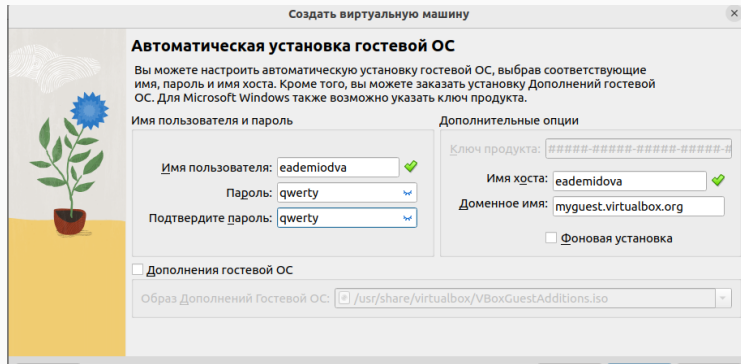 Создать виртуальную машину
Автоматическая установка гостевой ОС
Вы можете настроить автоматическую установку гостевой ОС, выбрав соответствующие
имя, пароль и имя хоста. Кроме того, вы можете заказать установку Дополнений гостевой
ОС. Для Microsoft Windows также возможно указать ключ продукта.
Имя пользователя и пароль
Имя пользователя: eademiodva
Пароль: qwerty
Подтвердите пароль: qwerty
Дополнительные опции
Ключ продукта: #####-#####-#####-#####-#
Имя хоста: eademidova
Доменное имя: myguest.virtualbox.org
Фоновая установка
Дополнения гостевой ОС
Образ Дополнений Гостевой ОС: /usr/share/virtualbox/VBoxGuestAdditions.iso